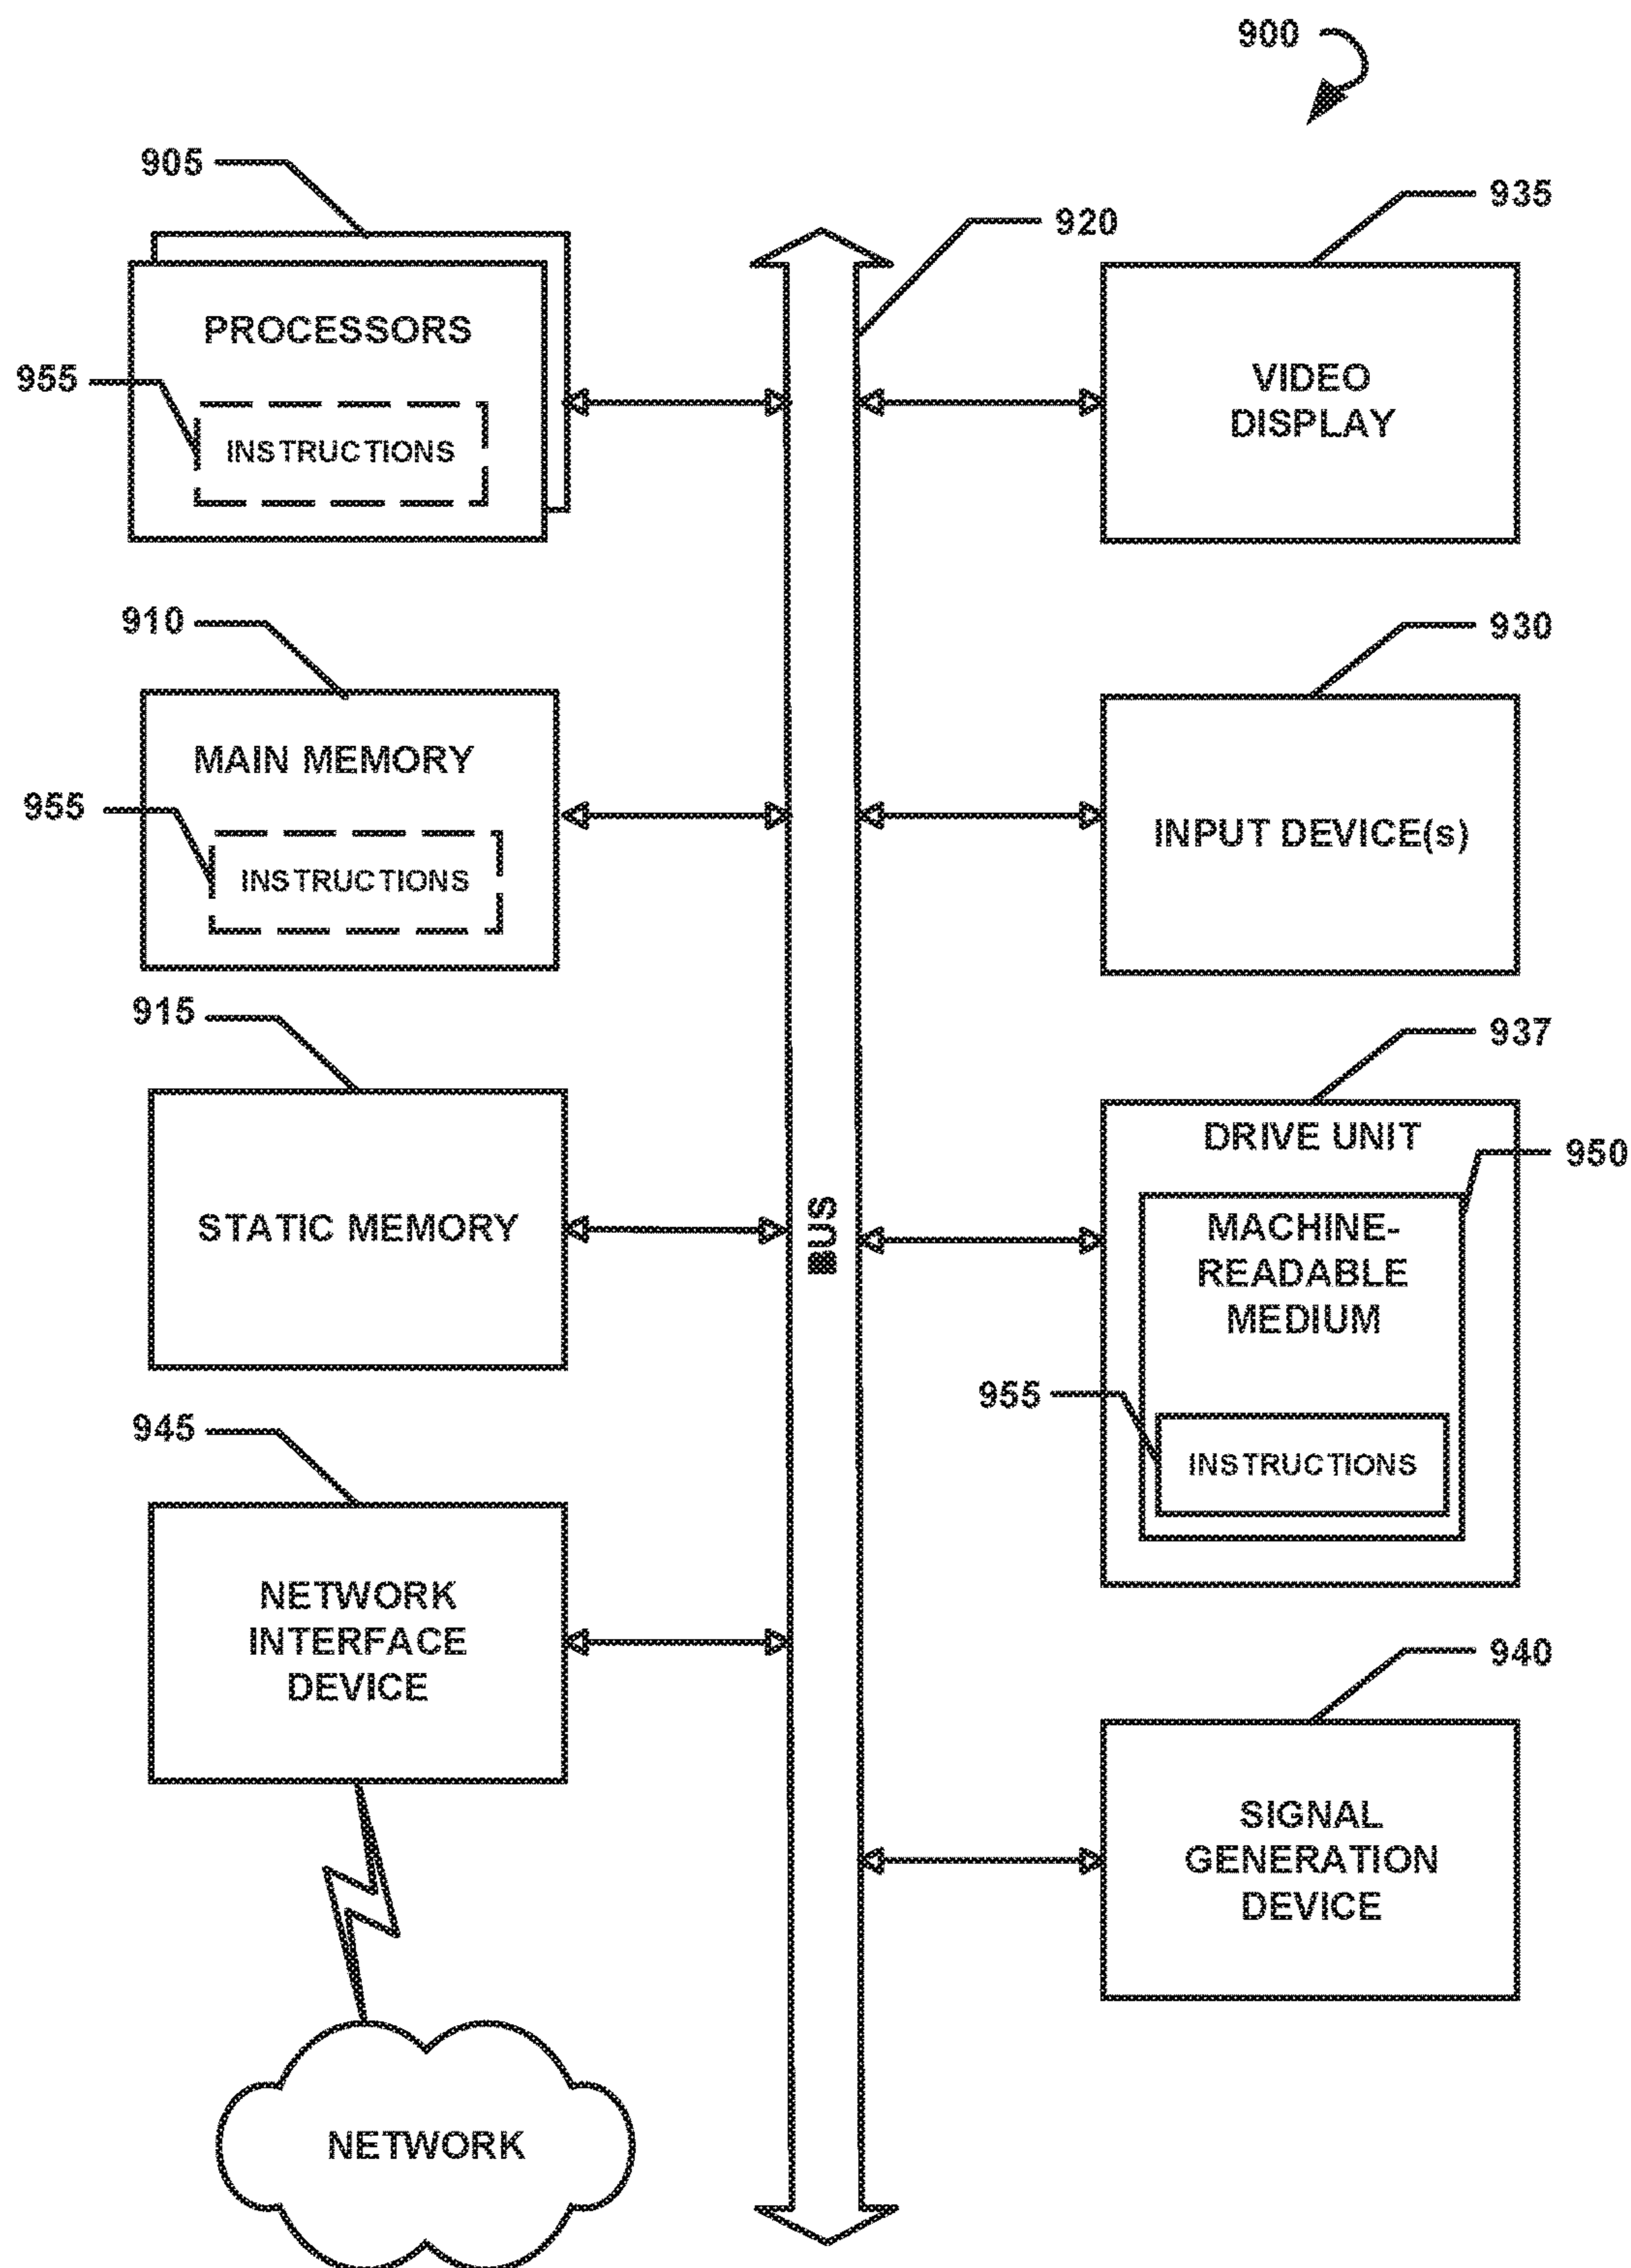 900
905
PROCESSORS
955
INSTRUCTIONS
910
MAIN MEMORY
955
INSTRUCTIONS
915
STATIC MEMORY
945
NETWORK
INTERFACE
DEVICE
NETWORK
920
BUS
935
VIDEO
DISPLAY
930
INPUT DEVICE(s)
937
DRIVE UNIT
950
MACHINE-
READABLE
MEDIUM
955
INSTRUCTIONS
940
SIGNAL
GENERATION
DEVICE